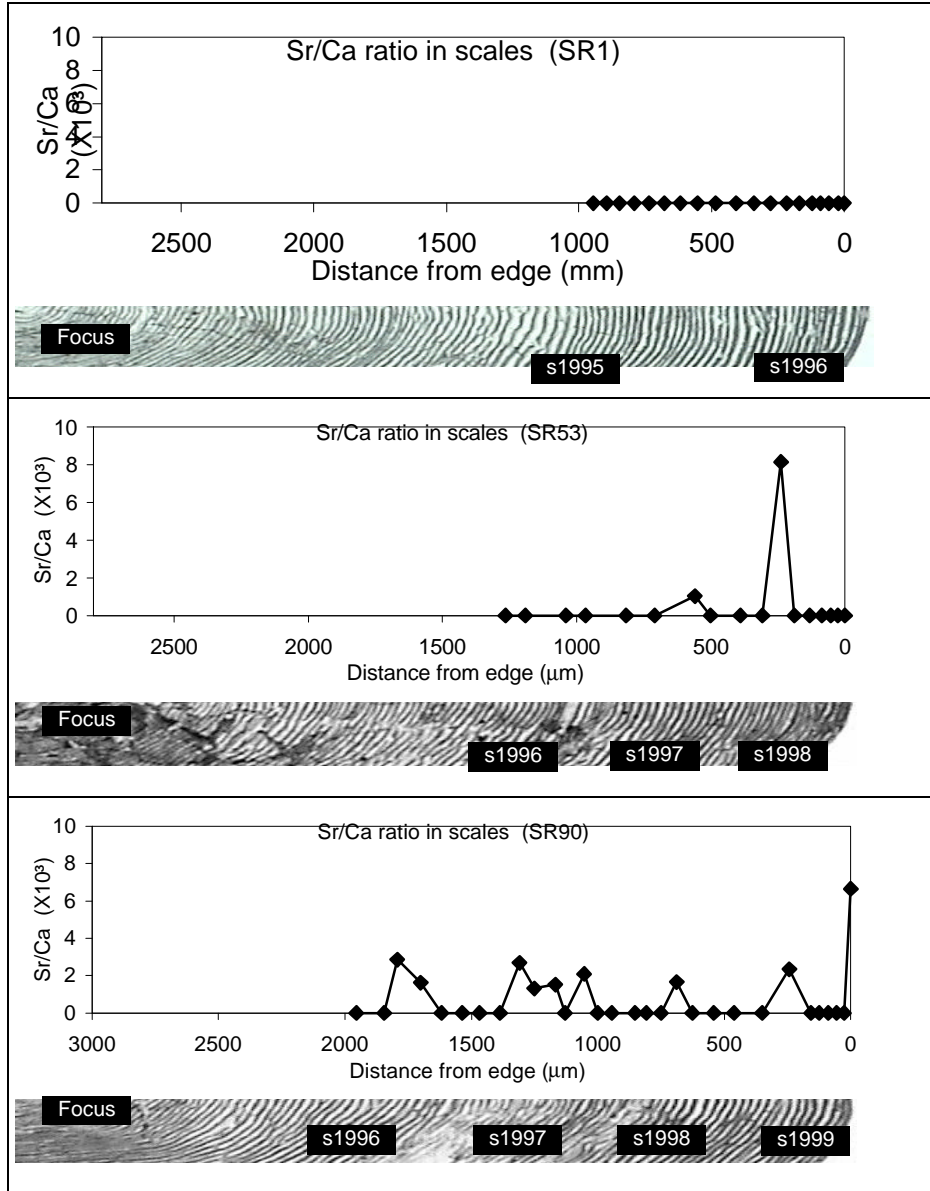 Sr/Ca ratio in scales (SR1)
Sr/Ca
(X10³)
10
8
6
4
2
0
2500 2000 1500 1000 500 0
Distance from edge (mm)
Focus
s1995 s1996
Sr/Ca ratio in scales (SR53)
Sr/Ca (X10³)
10
8
6
4
2
0
2500 2000 1500 1000 500 0
Distance from edge (μm)
Focus
s1996 s1997 s1998
Sr/Ca ratio in scales (SR90)
Sr/Ca (X10³)
10
8
6
4
2
0
3000 2500 2000 1500 1000 500 0
Distance from edge (μm)
Focus
s1996 s1997 s1998 s1999